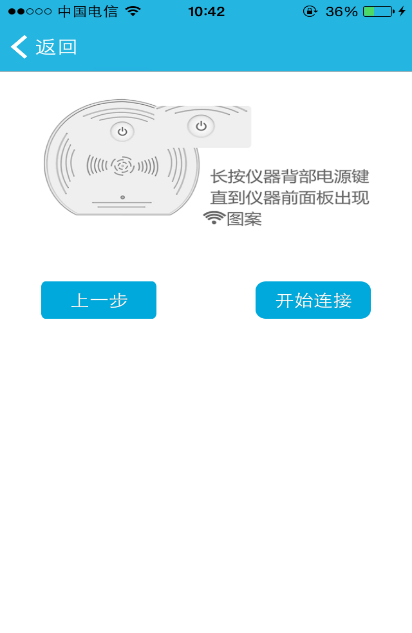 中国电信 10:42 36%
返回
长按仪器背部电源键
直到仪器前面板出现
图案
上一步 开始连接